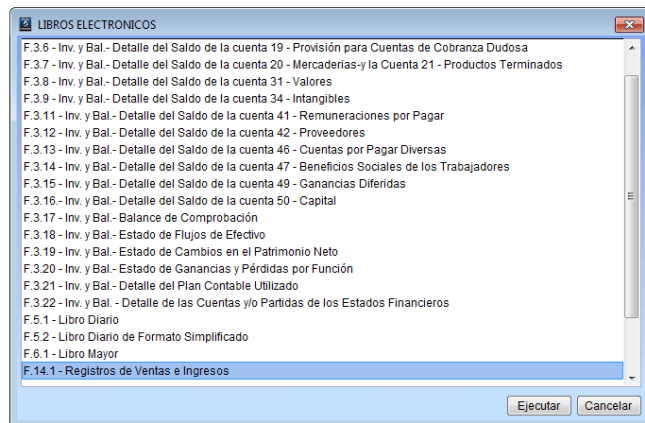 LIBROS ELECTRONICOS
F.3.6 - Inv. y Bal.- Detalle del Saldo de la cuenta 19 - Provisión para Cuentas de Cobranza Dudosa
F.3.7 - Inv. y Bal.- Detalle del Saldo de la cuenta 20 - Mercaderias-y la Cuenta 21 - Productos Terminados
F.3.8 - Inv. y Bal.- Detalle del Saldo de la cuenta 31 - Valores
F.3.9 - Inv. y Bal.- Detalle del Saldo de la cuenta 34 - Intangibles
F.3.11 - Inv. y Bal.- Detalle del Saldo de la cuenta 41 - Remuneraciones por Pagar
F.3.12 - Inv. y Bal.- Detalle del Saldo de la cuenta 42 - Proveedores
F.3.13 - Inv. y Bal.- Detalle del Saldo de la cuenta 46 - Cuentas por Pagar Diversas
F.3.14 - Inv. y Bal.- Detalle del Saldo de la cuenta 47 - Beneficios Sociales de los Trabajadores
F.3.15 - Inv. y Bal.- Detalle del Saldo de la cuenta 49 - Ganancias Diferidas
F.3.16.- Inv. y Bal.- Detalle del Saldo de la cuenta 50 - Capital
F.3.17 - Inv. y Bal.- Balance de Comprobación
F.3.18 - Inv. y Bal.- Estado de Flujos de Efectivo
F.3.19 - Inv. y Bal.- Estado de Cambios en el Patrimonio Neto
F.3.20 - Inv. y Bal.- Estado de Ganancias y Pérdidas por Función
F.3.21 - Inv. y Bal.- Detalle del Plan Contable Utilizado
F.3.22 - Inv. y Bal. - Detalle de las Cuentas y/o Partidas de los Estados Financieros
F.5.1 - Libro Diario
F.5.2 - Libro Diario de Formato Simplificado
F.6.1 - Libro Mayor
F.14.1 - Registros de Ventas e Ingresos
Ejecutar Cancelar